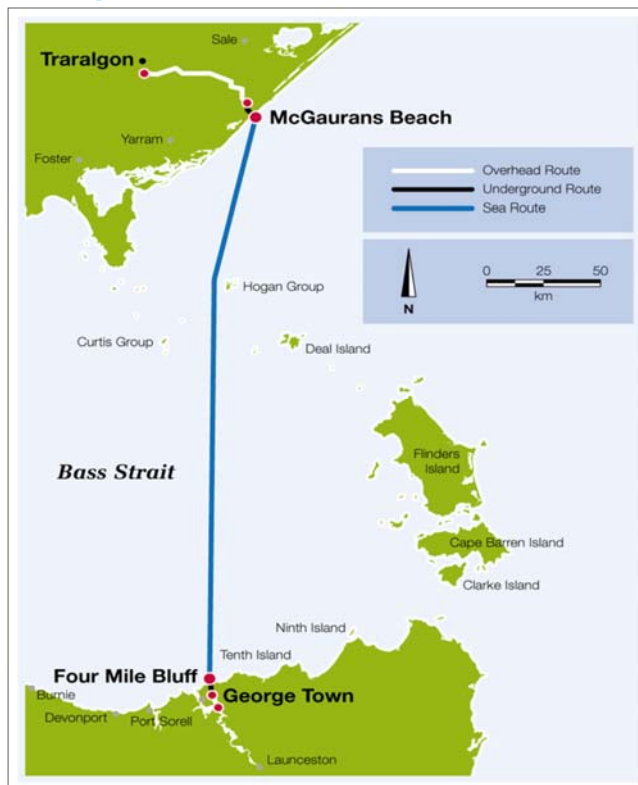 Sale
Traralgon
McGaurans Beach
Yarram
Foster
Overhead Route
Underground Route
Sea Route
0 25 50
km
N
Hogan Group
Curtis Group
Deal Island
Bass Strait
Flinders
Island
Cape Barren Island
Clarke Island
Ninth Island
Tenth Island
Four Mile Bluff
George Town
Burnie
Devonport
Port Sorell
Launceston